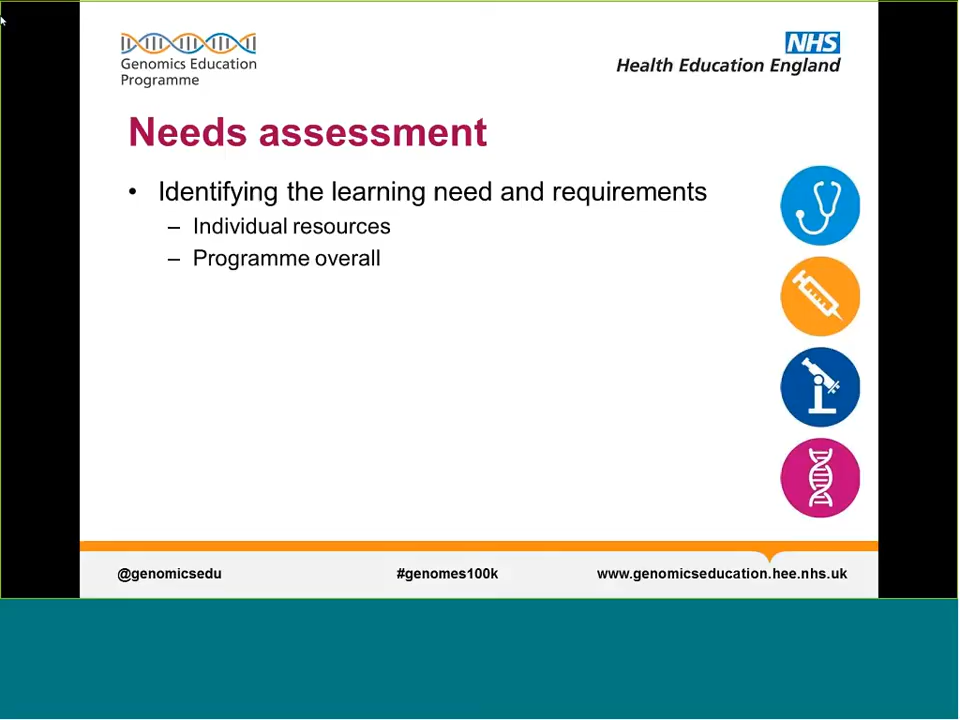 Genomics Education
Programme
NHS
Health Education England
Needs assessment
• Identifying the learning need and requirements
– Individual resources
– Programme overall
@genomicsedu
#genomes100k
www.genomicseducation.hee.nhs.uk